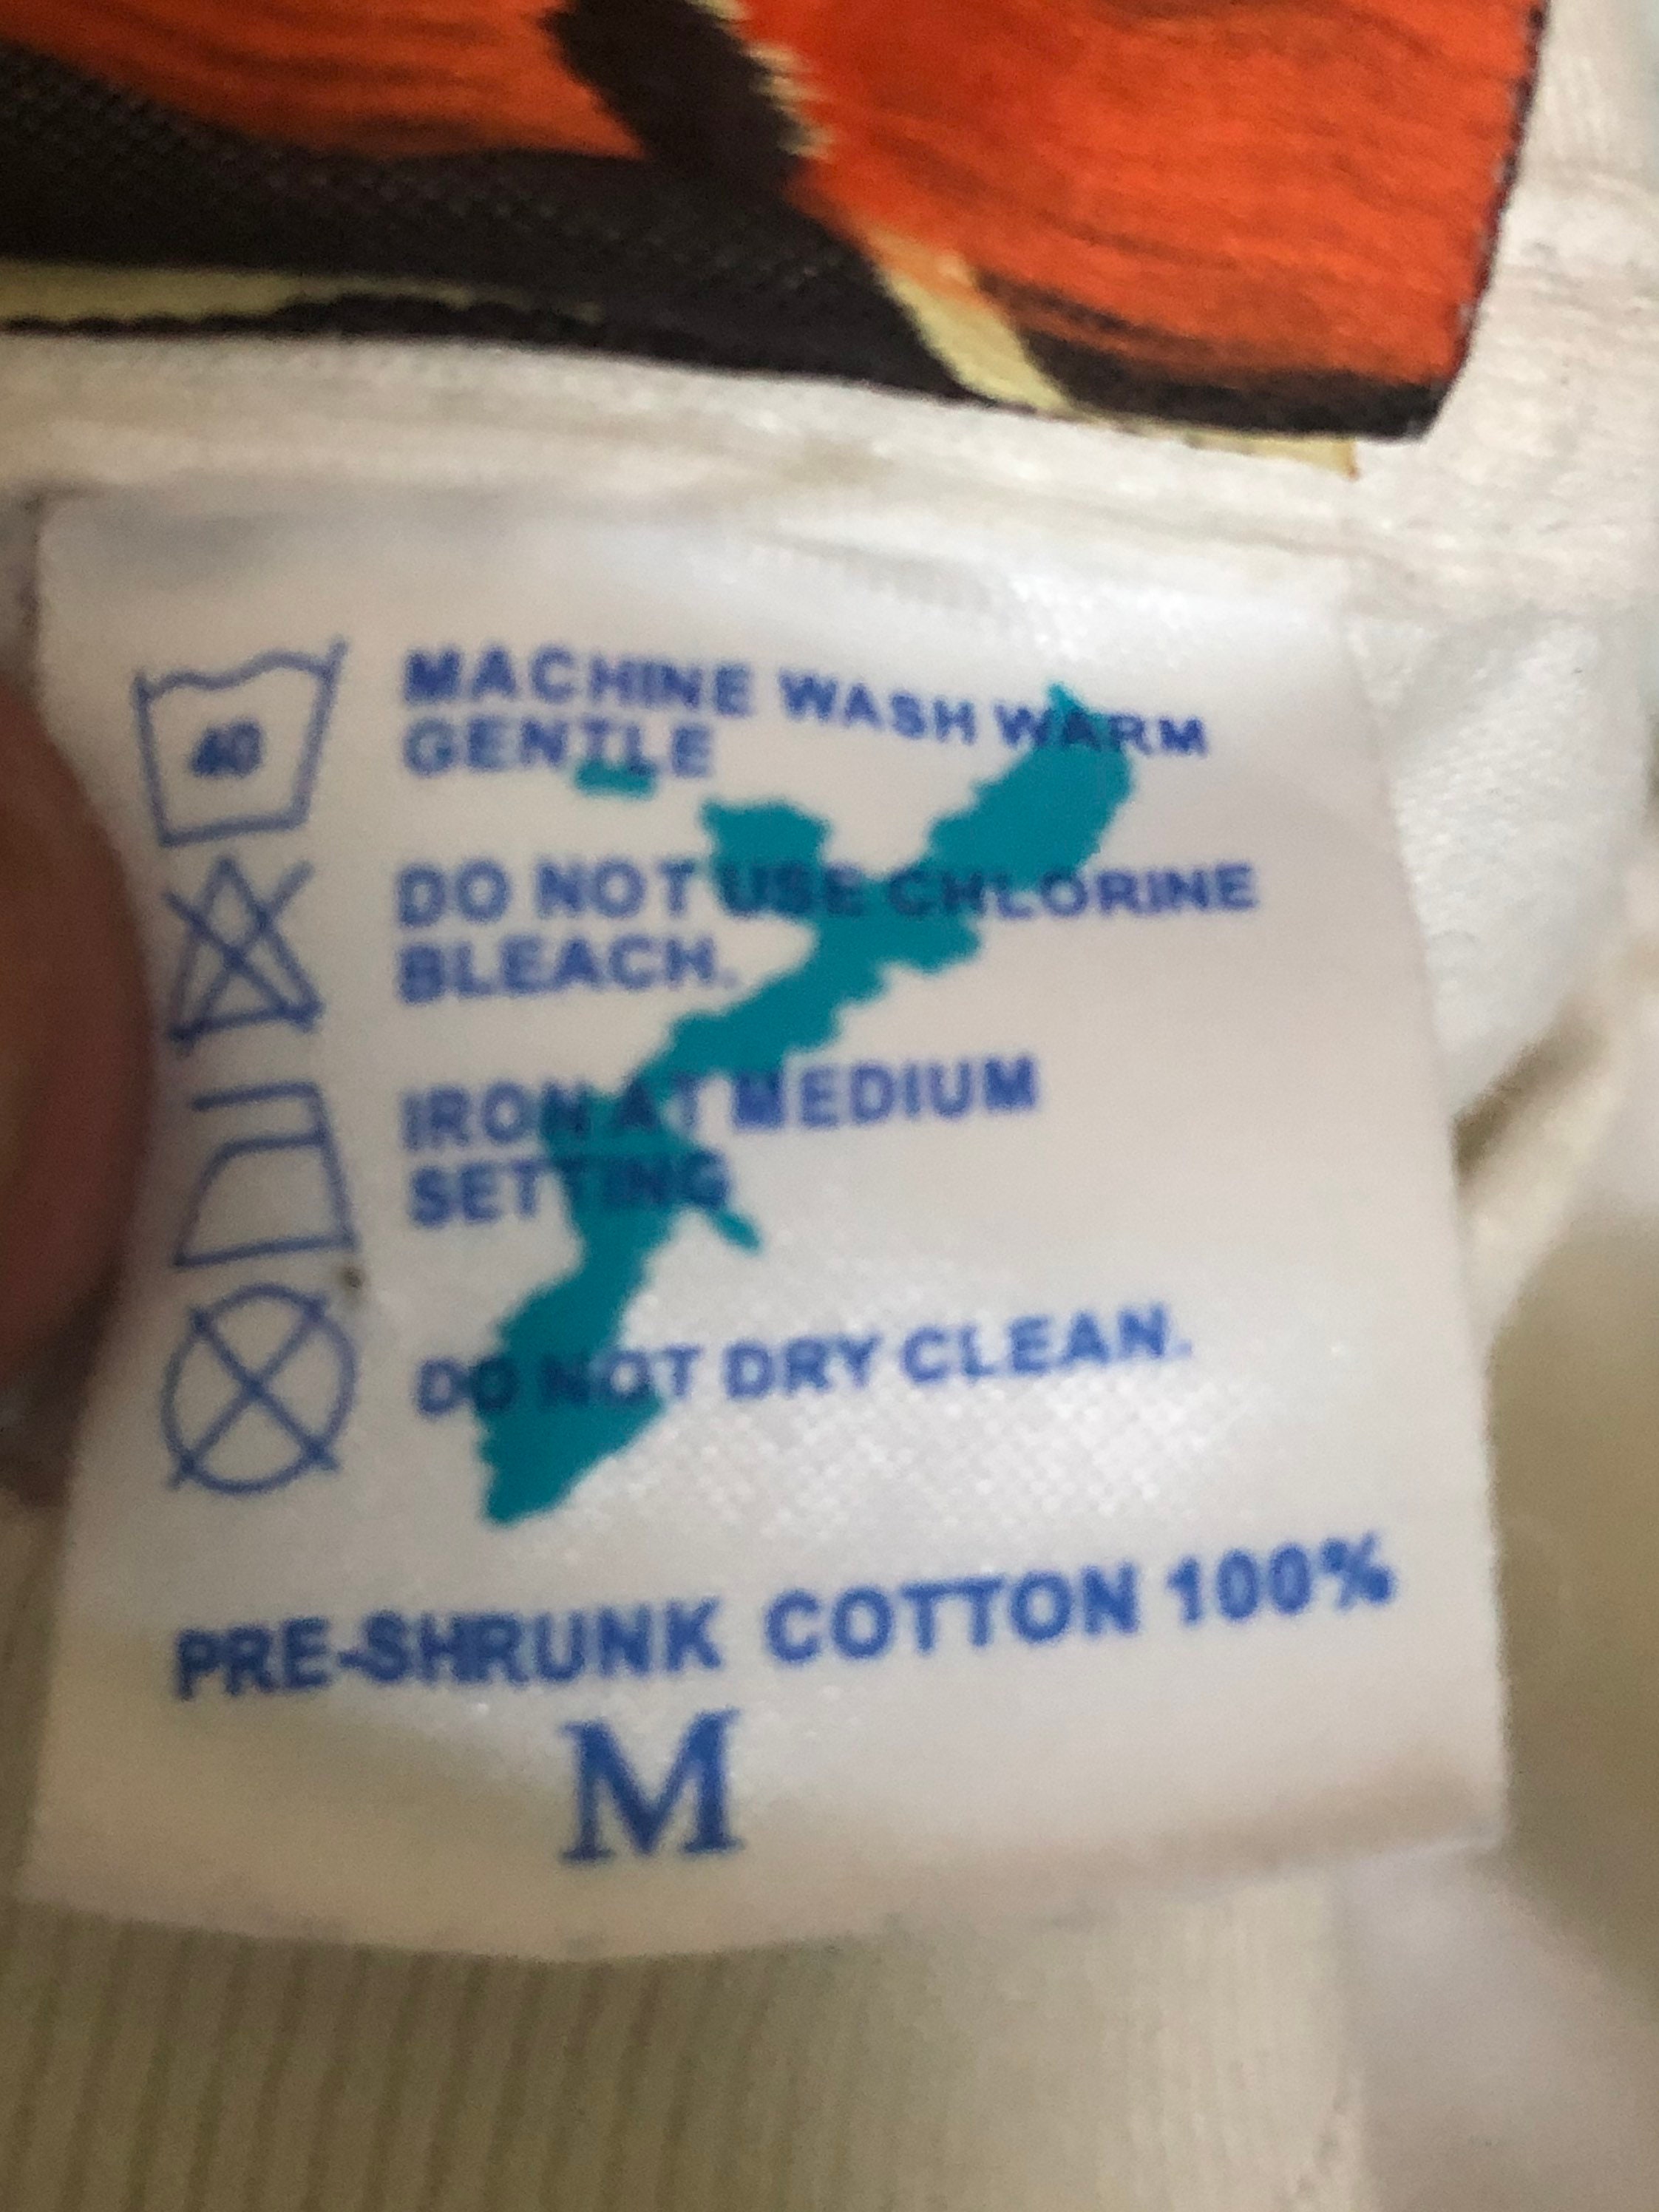 40
MACHINE WASH WARM
GENTLE
DO NOT USE CHLORINE
BLEACH.
IRON AT MEDIUM
SETTING
DO NOT DRY CLEAN.
PRE-SHRUNK COTTON 100%
M